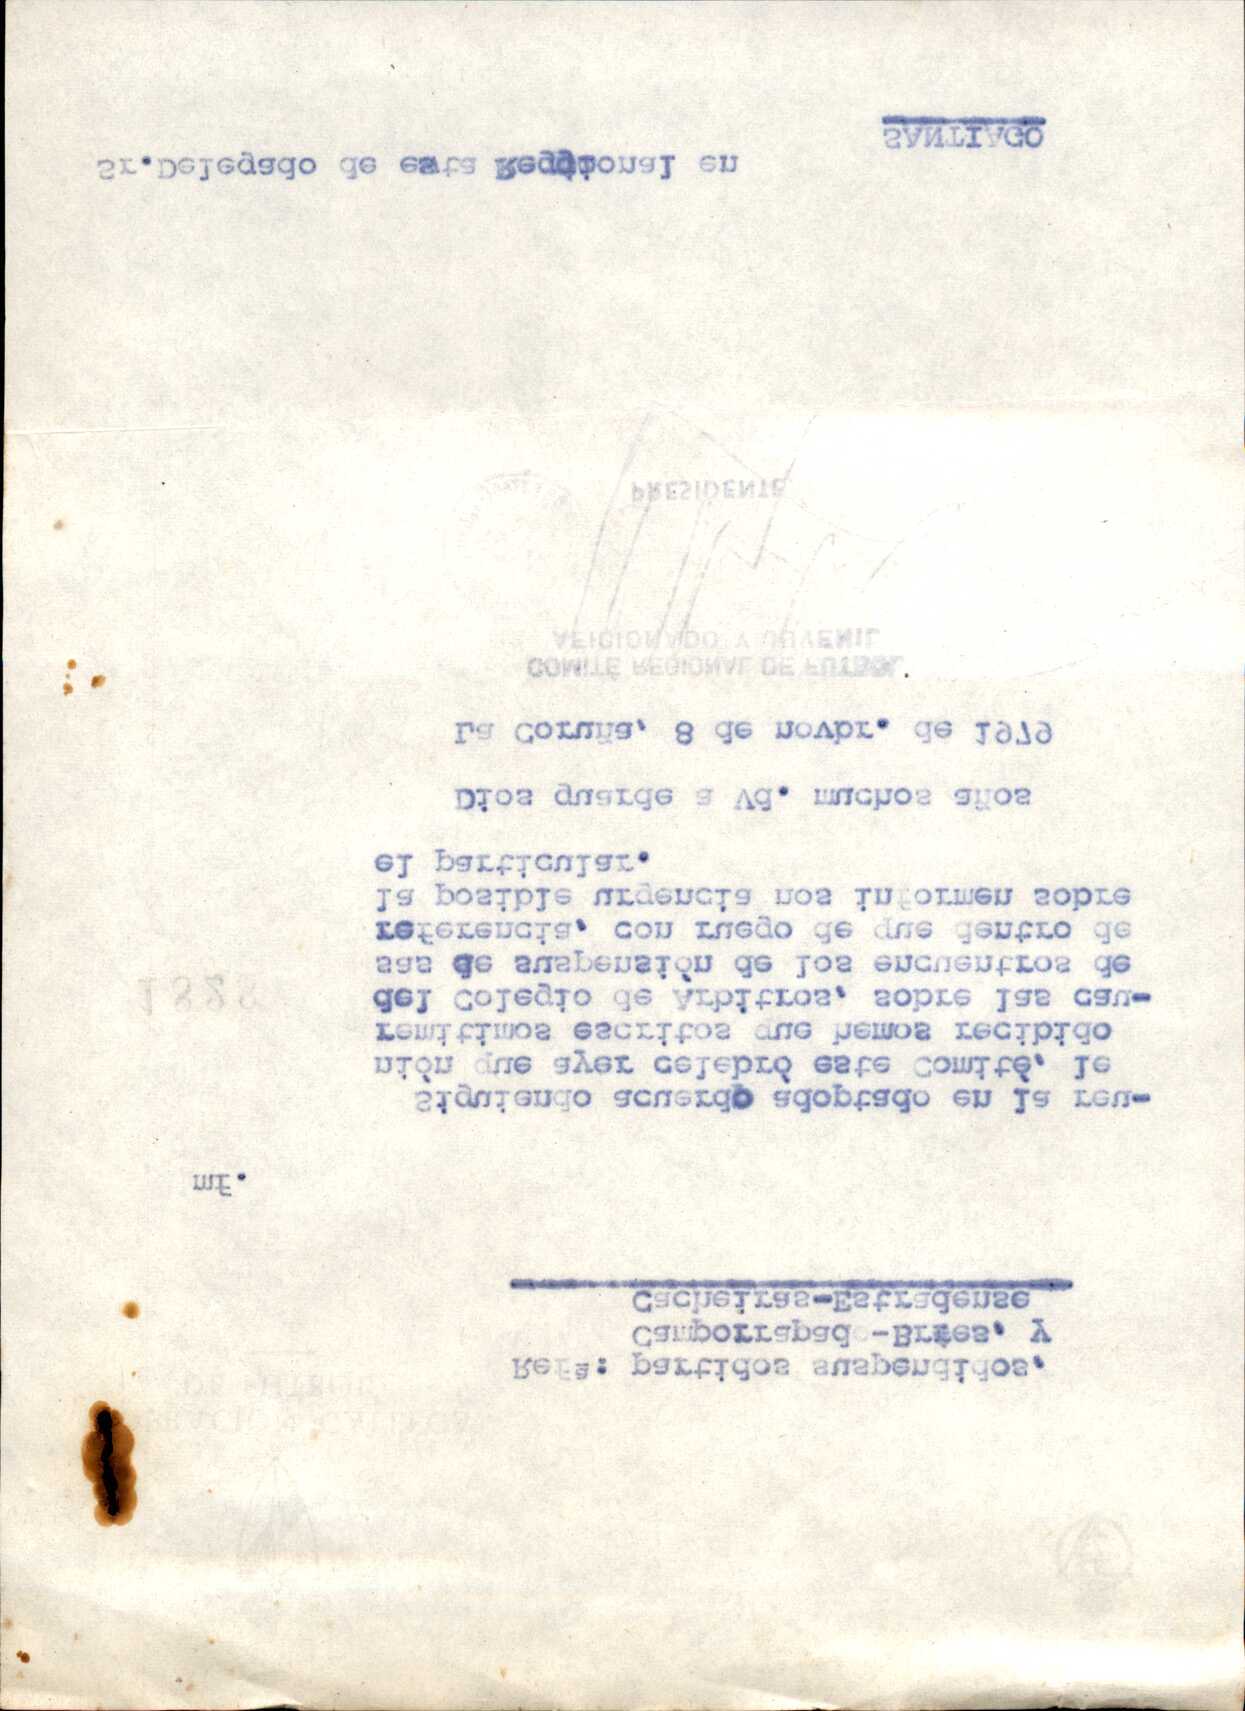 Refª: partidos suspendidos,
Camporrapado-Bries, y
Cacheiras-Estradense
mf.
Siguiendo acuerdo adoptado en la reu-
nión que ayer celebró este Comité, le
remitimos escritos que hemos recibido
del Colegio de Arbitros, sobre las cau-
sas de suspensión de los encuentros de
referencia, con ruego de que dentro de
la posible urgencia nos informen sobre
el particular.
Dios guarde a Vd. muchos años
La Coruña, 8 de novbr. de 1979
COMITÉ REGIONAL DE FUTBOL
AFICIONADO Y JUVENIL
PRESIDENTE
Sr.Delegado de esta Regional en
SANTIAGO